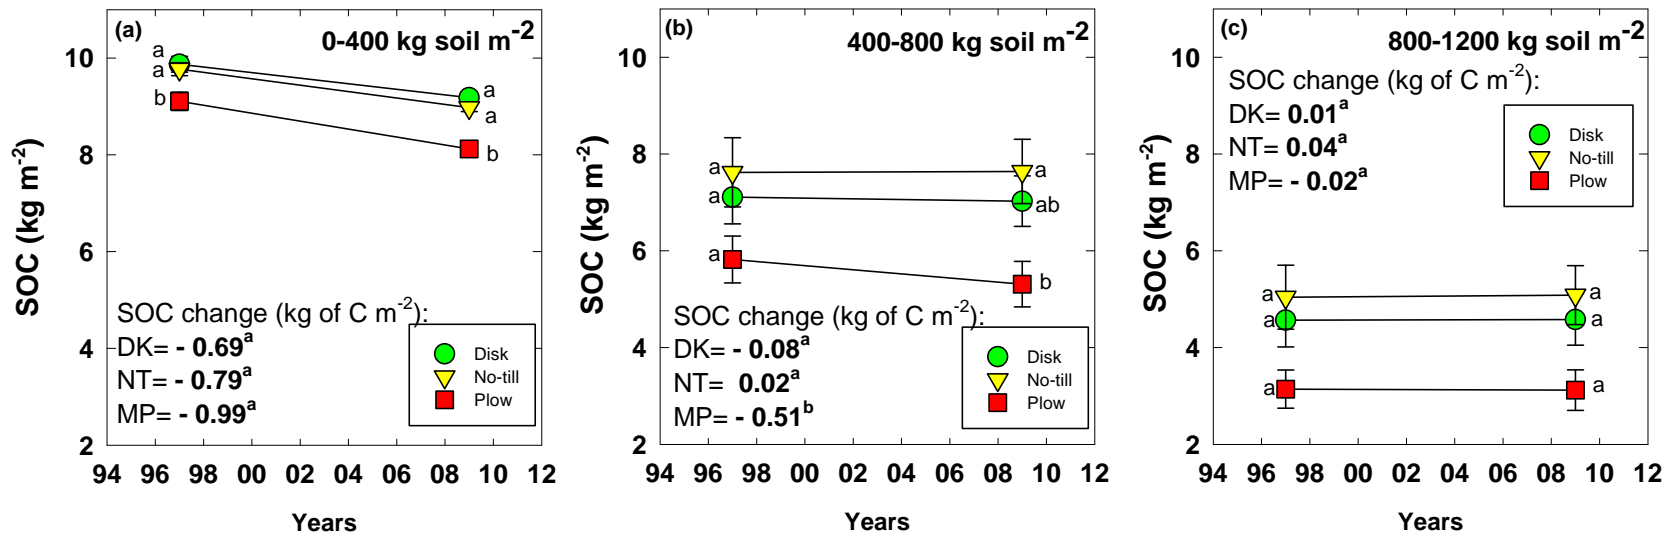 (a)
0-400 kg soil m-2
SOC (kg m-2)
10
8
6
4
2
a
a
b
a
a
b
SOC change (kg of C m-2):
DK= - 0.69a
NT= - 0.79a
MP= - 0.99a
Disk
No-till
Plow
94 96 98 00 02 04 06 08 10 12
Years
(b)
400-800 kg soil m-2
SOC (kg m-2)
10
8
6
4
2
a
a
a
a
ab
b
SOC change (kg of C m-2):
DK= - 0.08a
NT= 0.02a
MP= - 0.51b
Disk
No-till
Plow
94 96 98 00 02 04 06 08 10 12
Years
(c)
800-1200 kg soil m-2
SOC (kg m-2)
10
8
6
4
2
SOC change (kg of C m-2):
DK= 0.01a
NT= 0.04a
MP= - 0.02a
Disk
No-till
Plow
a
a
a
a
a
a
94 96 98 00 02 04 06 08 10 12
Years